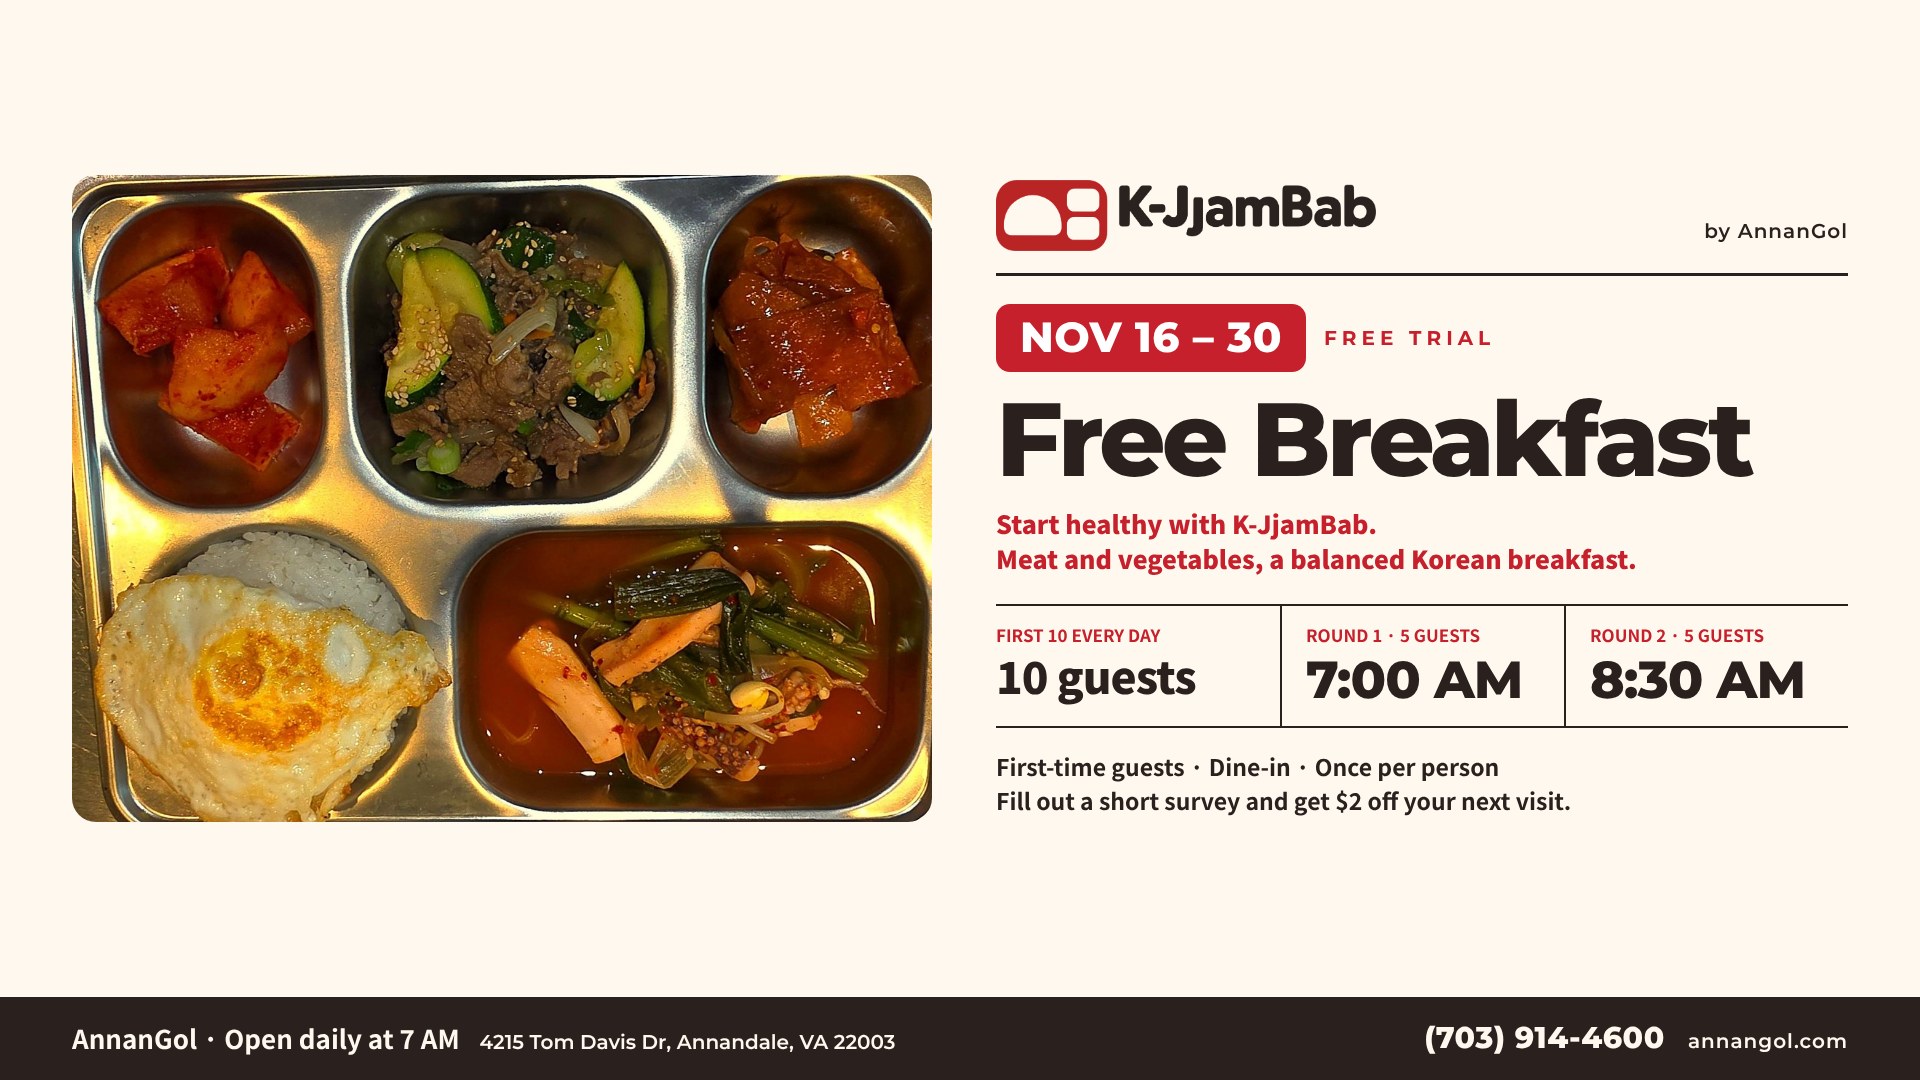 K-JjamBab
by AnnanGol
NOV 16 – 30
FREE TRIAL
Free Breakfast
Start healthy with K-JjamBab.
Meat and vegetables, a balanced Korean breakfast.
FIRST 10 EVERY DAY
10 guests
ROUND 1 · 5 GUESTS
7:00 AM
ROUND 2 · 5 GUESTS
8:30 AM
First-time guests · Dine-in · Once per person
Fill out a short survey and get $2 off your next visit.
AnnanGol · Open daily at 7 AM
4215 Tom Davis Dr, Annandale, VA 22003
(703) 914-4600
annangol.com